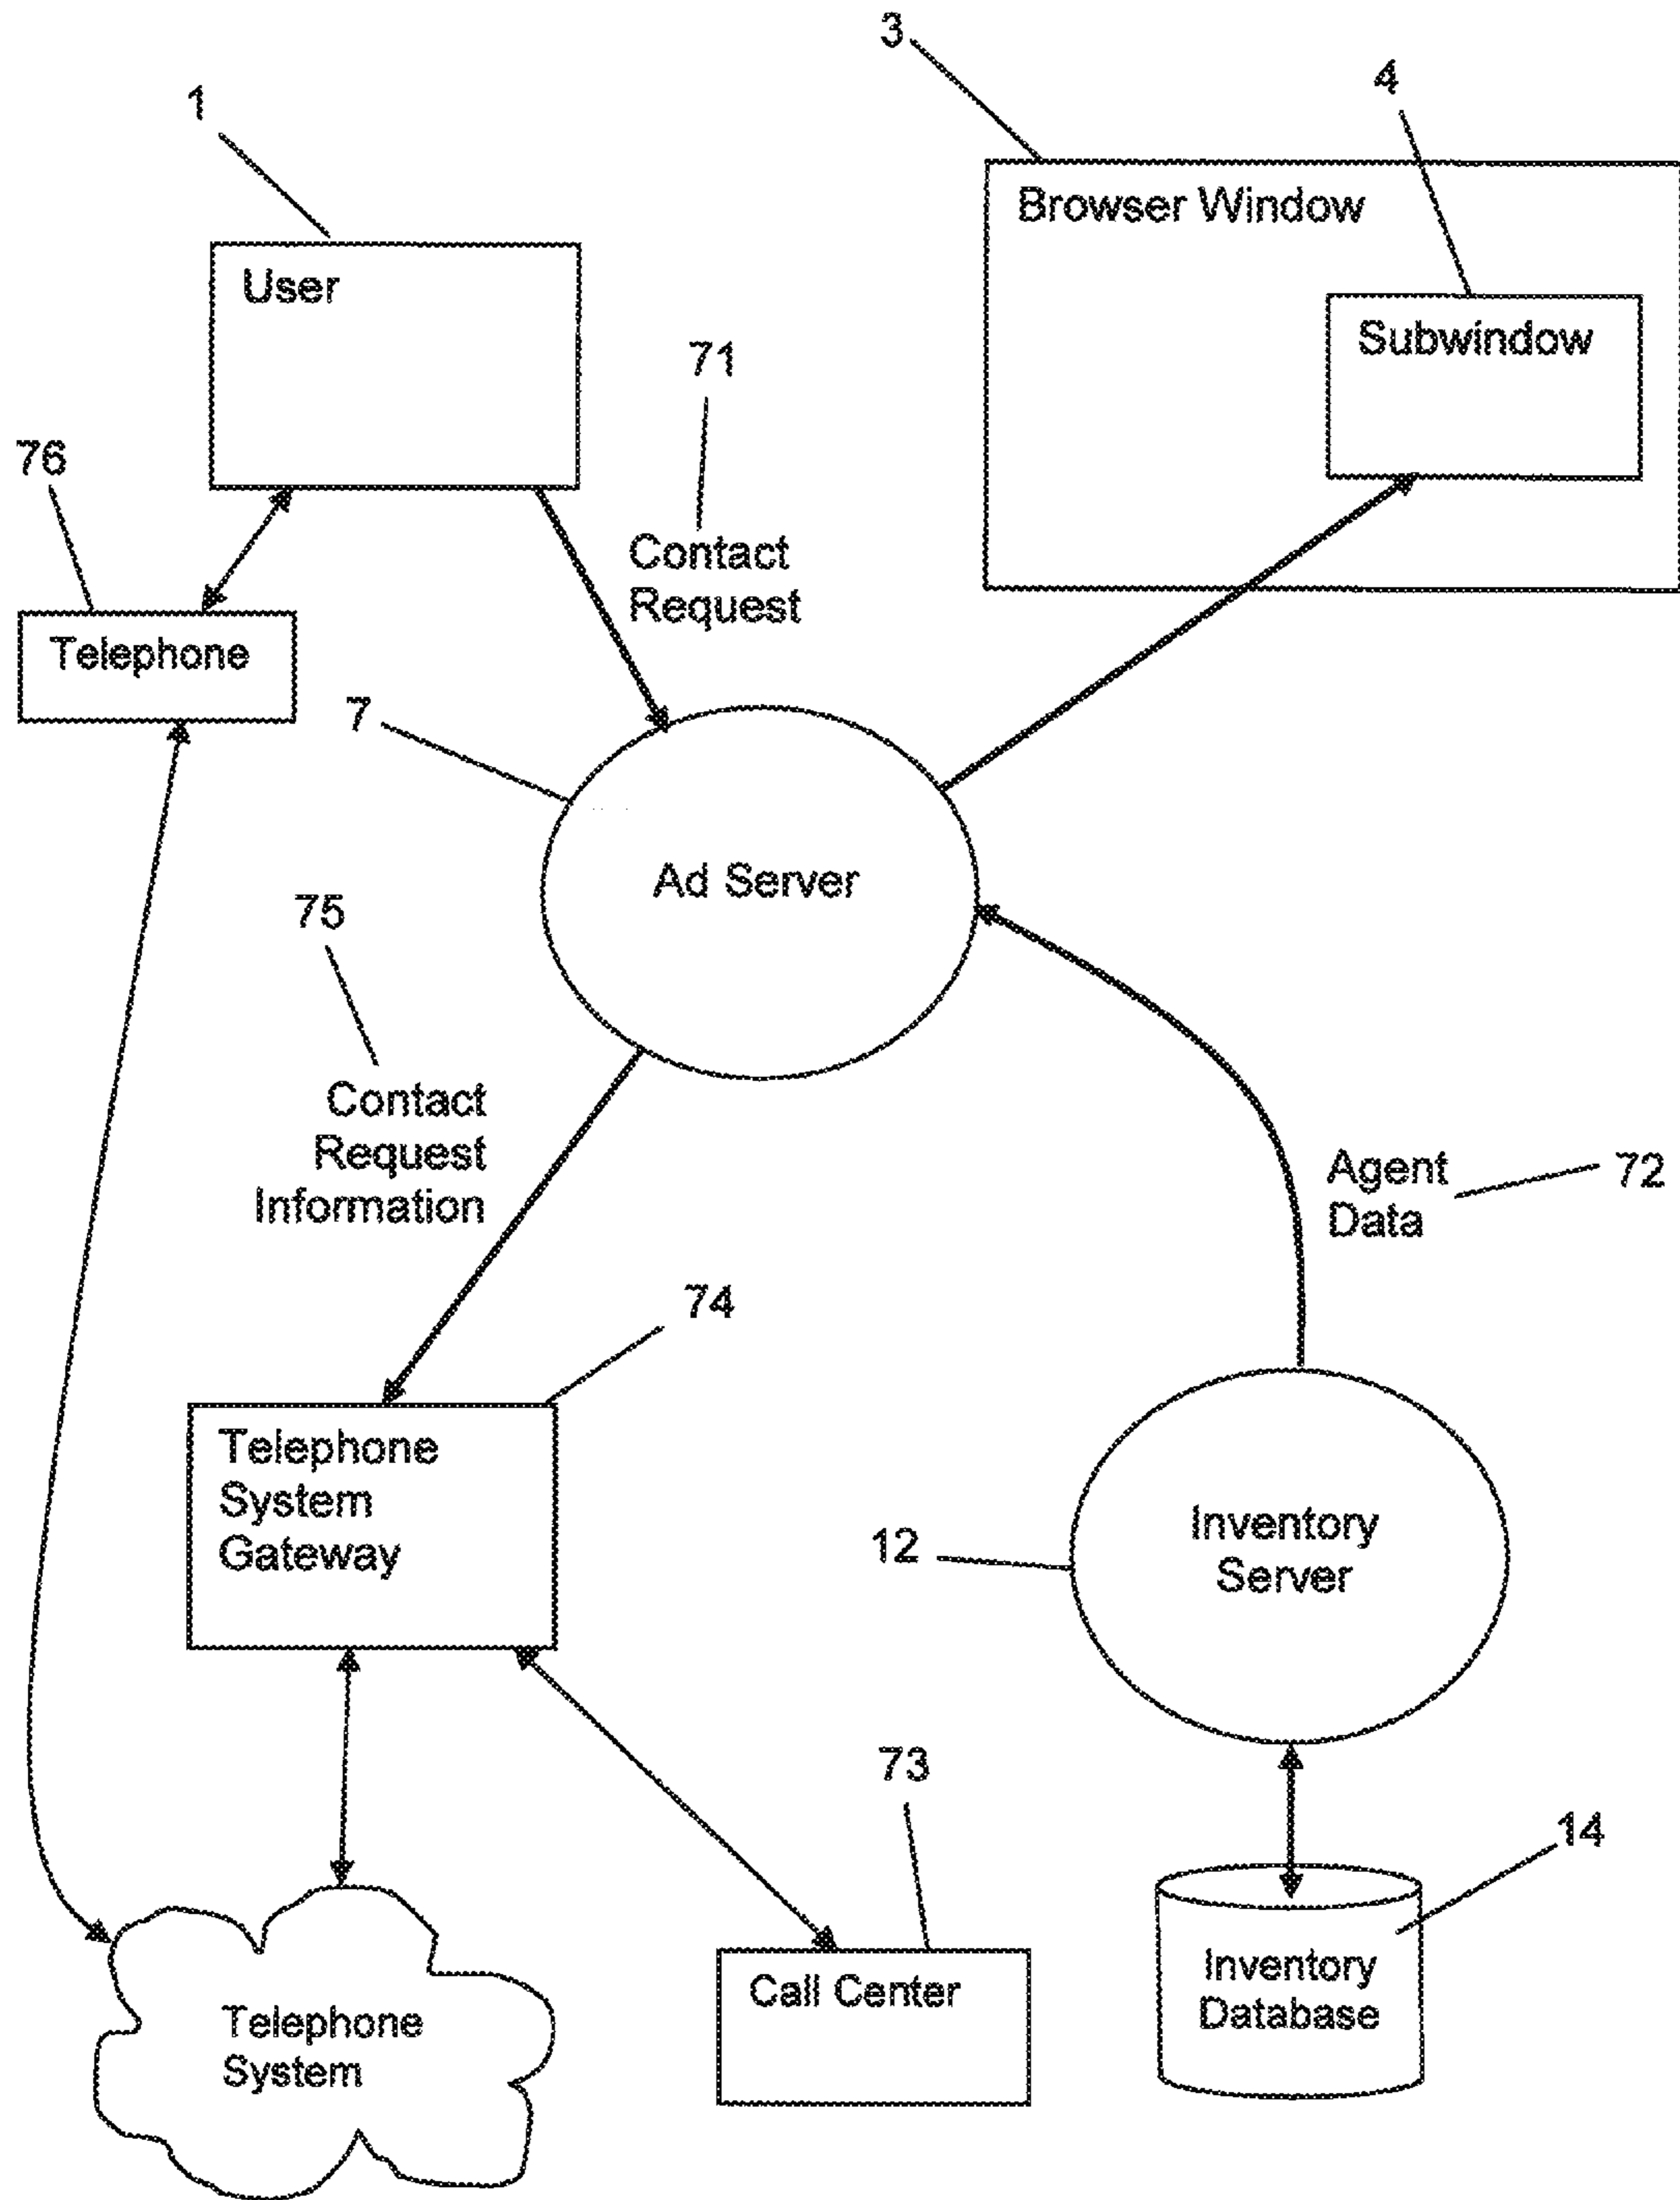 3
4
1
Browser Window
User
Subwindow
71
76
Contact
Request
Telephone
7
Ad Server
75
Contact
Request
Information
Agent
Data
72
74
Telephone
System
Gateway
Inventory
Server
12
73
14
Call Center
Inventory
Database
Telephone
System